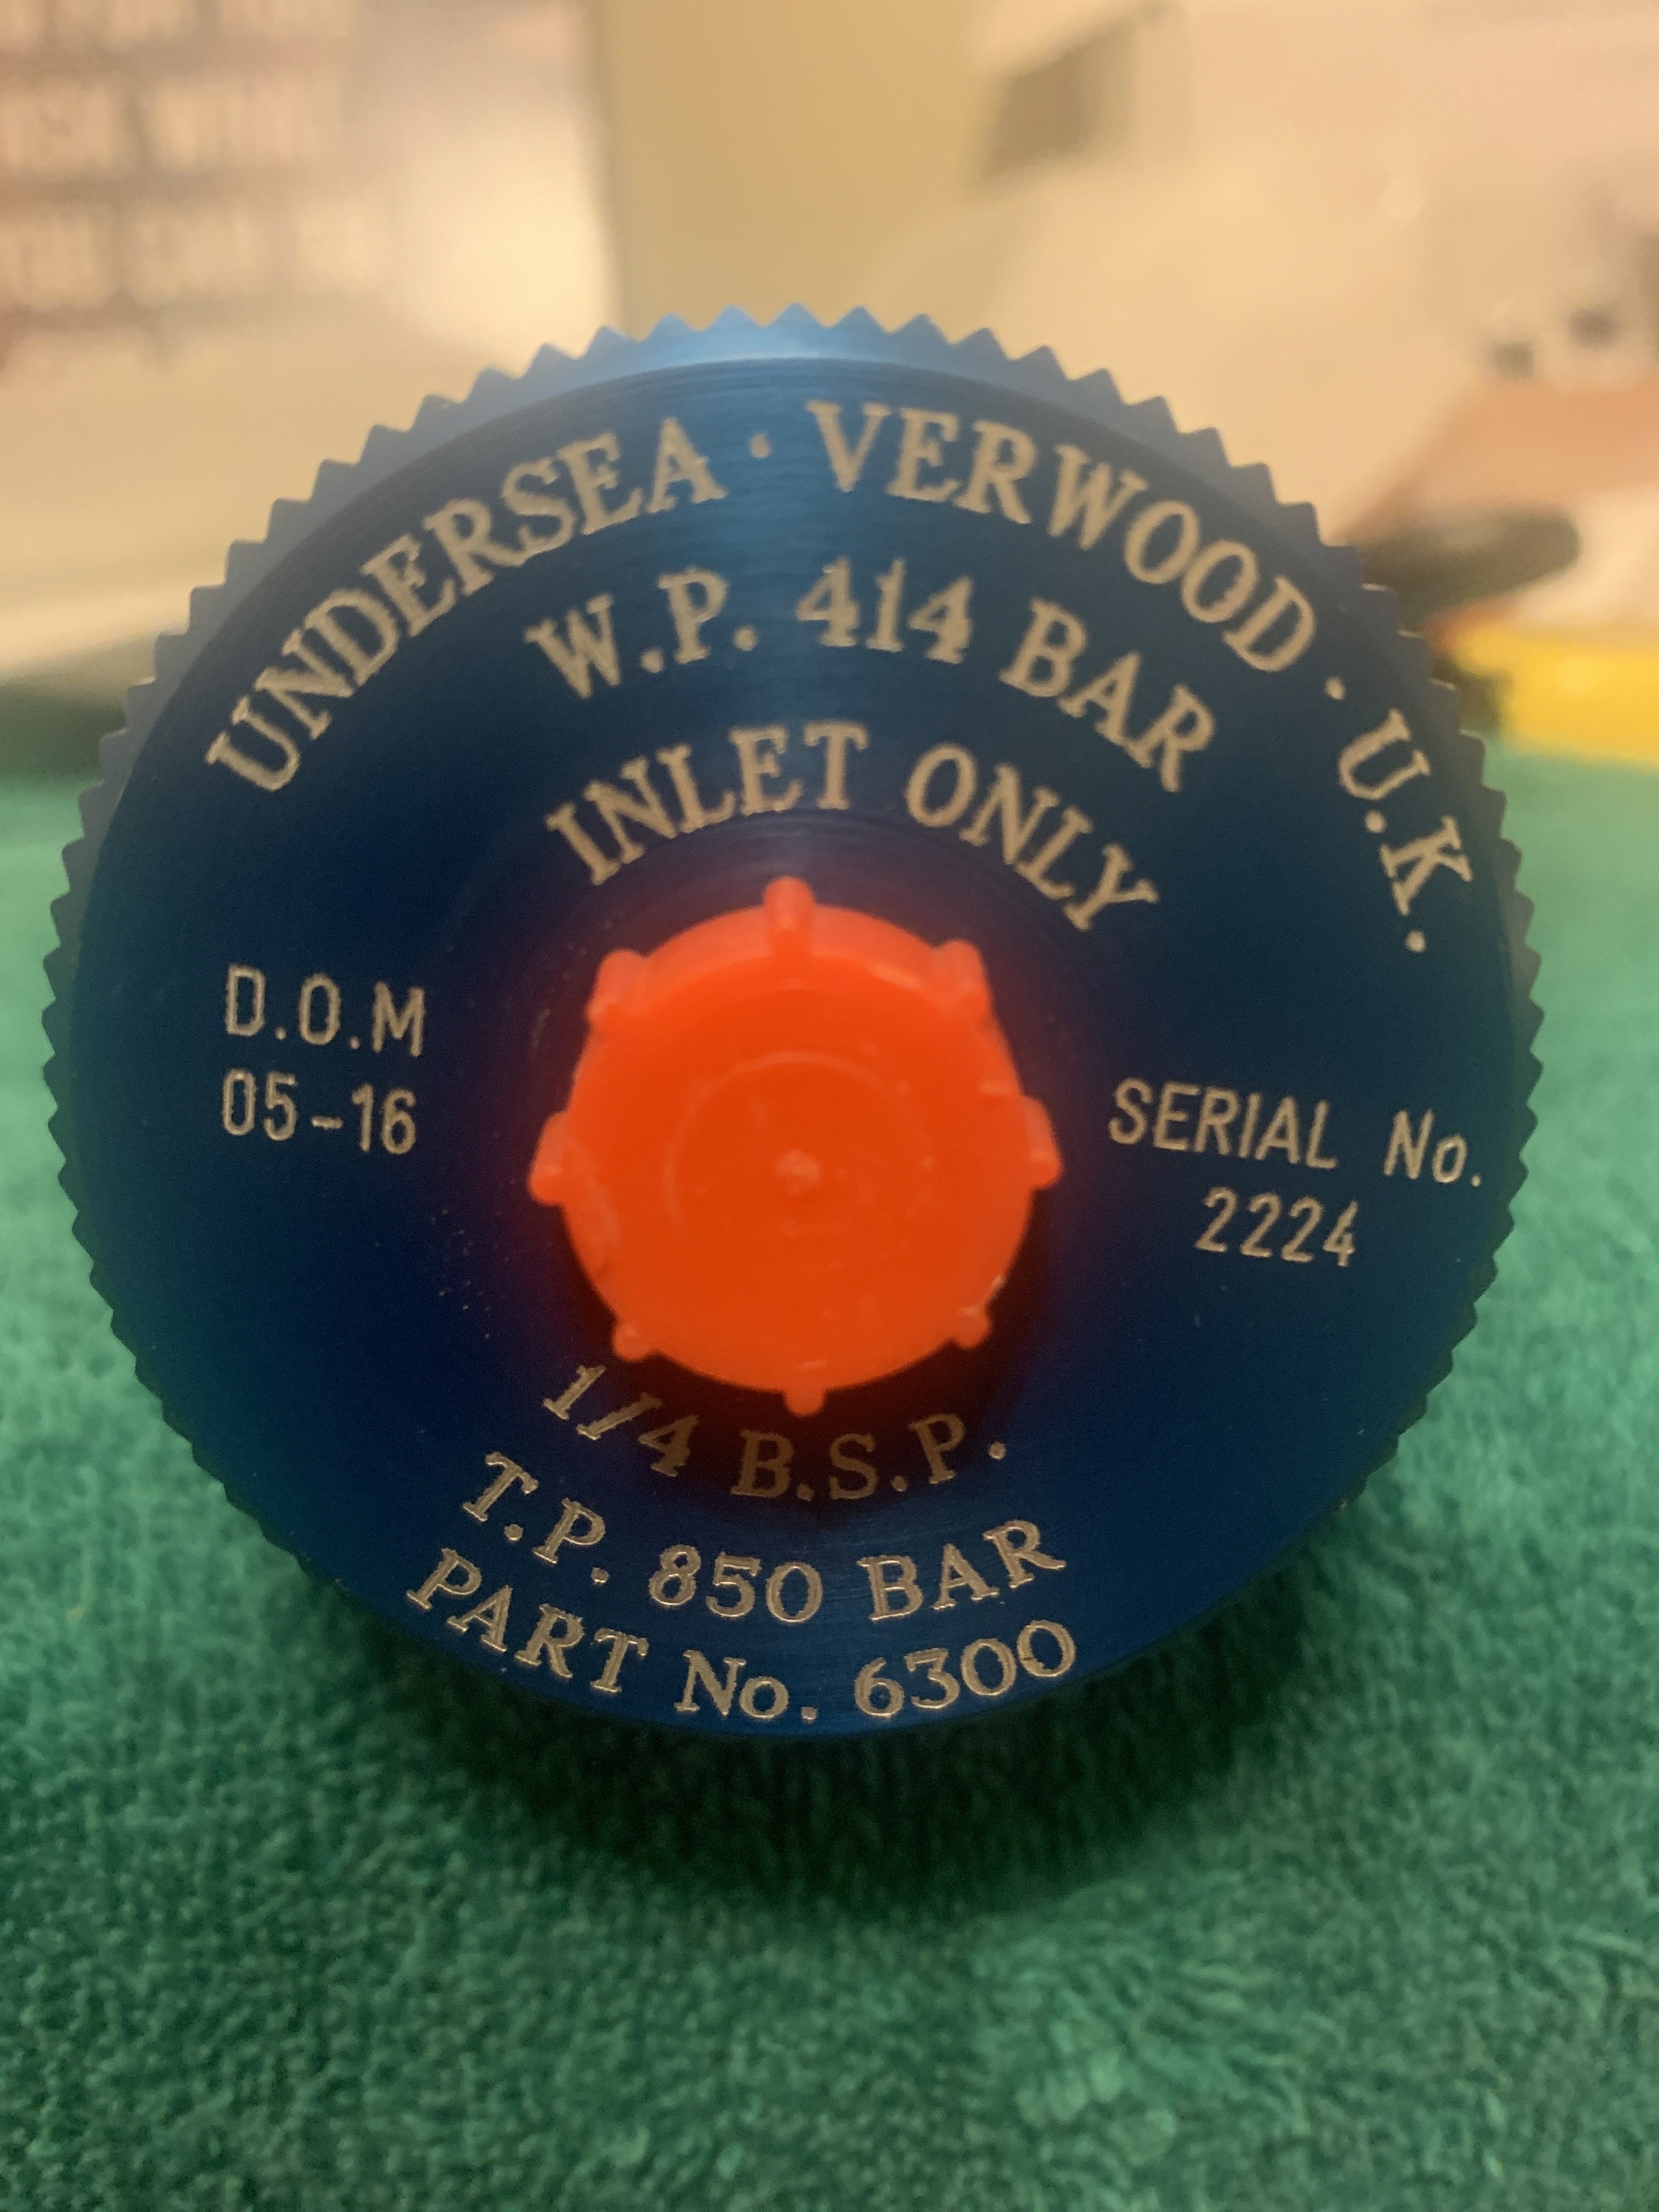 UNDERSEA · VERWOOD · U.K.
W.P. 414 BAR
INLET ONLY
D.O.M
05-16
SERIAL No.
2224
1/4 B.S.P.
T.P. 850 BAR
PART No. 6300